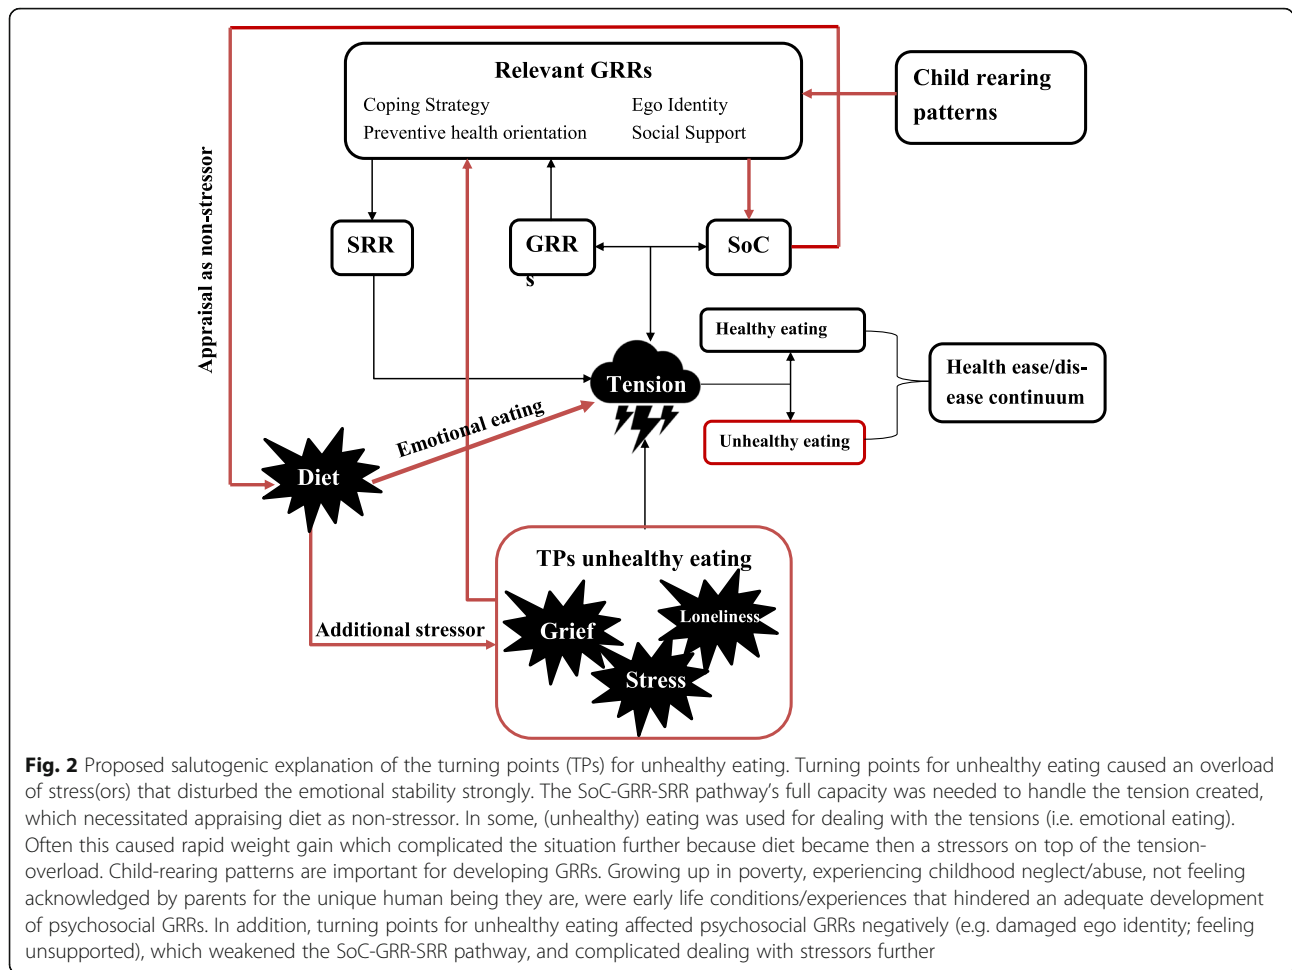 Relevant GRRs
Coping Strategy
Ego Identity
Preventive health orientation
Social Support
Child rearing
patterns
Appraisal as non-stressor
SRR
GRR
s
SoC
Healthy eating
Tension
Health ease/dis-
ease continuum
Unhealthy eating
Emotional eating
Diet
TPs unhealthy eating
Additional stressor
Grief
Loneliness
Stress
Fig. 2 Proposed salutogenic explanation of the turning points (TPs) for unhealthy eating. Turning points for unhealthy eating caused an overload
of stress(ors) that disturbed the emotional stability strongly. The SoC-GRR-SRR pathway's full capacity was needed to handle the tension created,
which necessitated appraising diet as non-stressor. In some, (unhealthy) eating was used for dealing with the tensions (i.e. emotional eating).
Often this caused rapid weight gain which complicated the situation further because diet became then a stressors on top of the tension-
overload. Child-rearing patterns are important for developing GRRs. Growing up in poverty, experiencing childhood neglect/abuse, not feeling
acknowledged by parents for the unique human being they are, were early life conditions/experiences that hindered an adequate development
of psychosocial GRRs. In addition, turning points for unhealthy eating affected psychosocial GRRs negatively (e.g. damaged ego identity; feeling
unsupported), which weakened the SoC-GRR-SRR pathway, and complicated dealing with stressors further